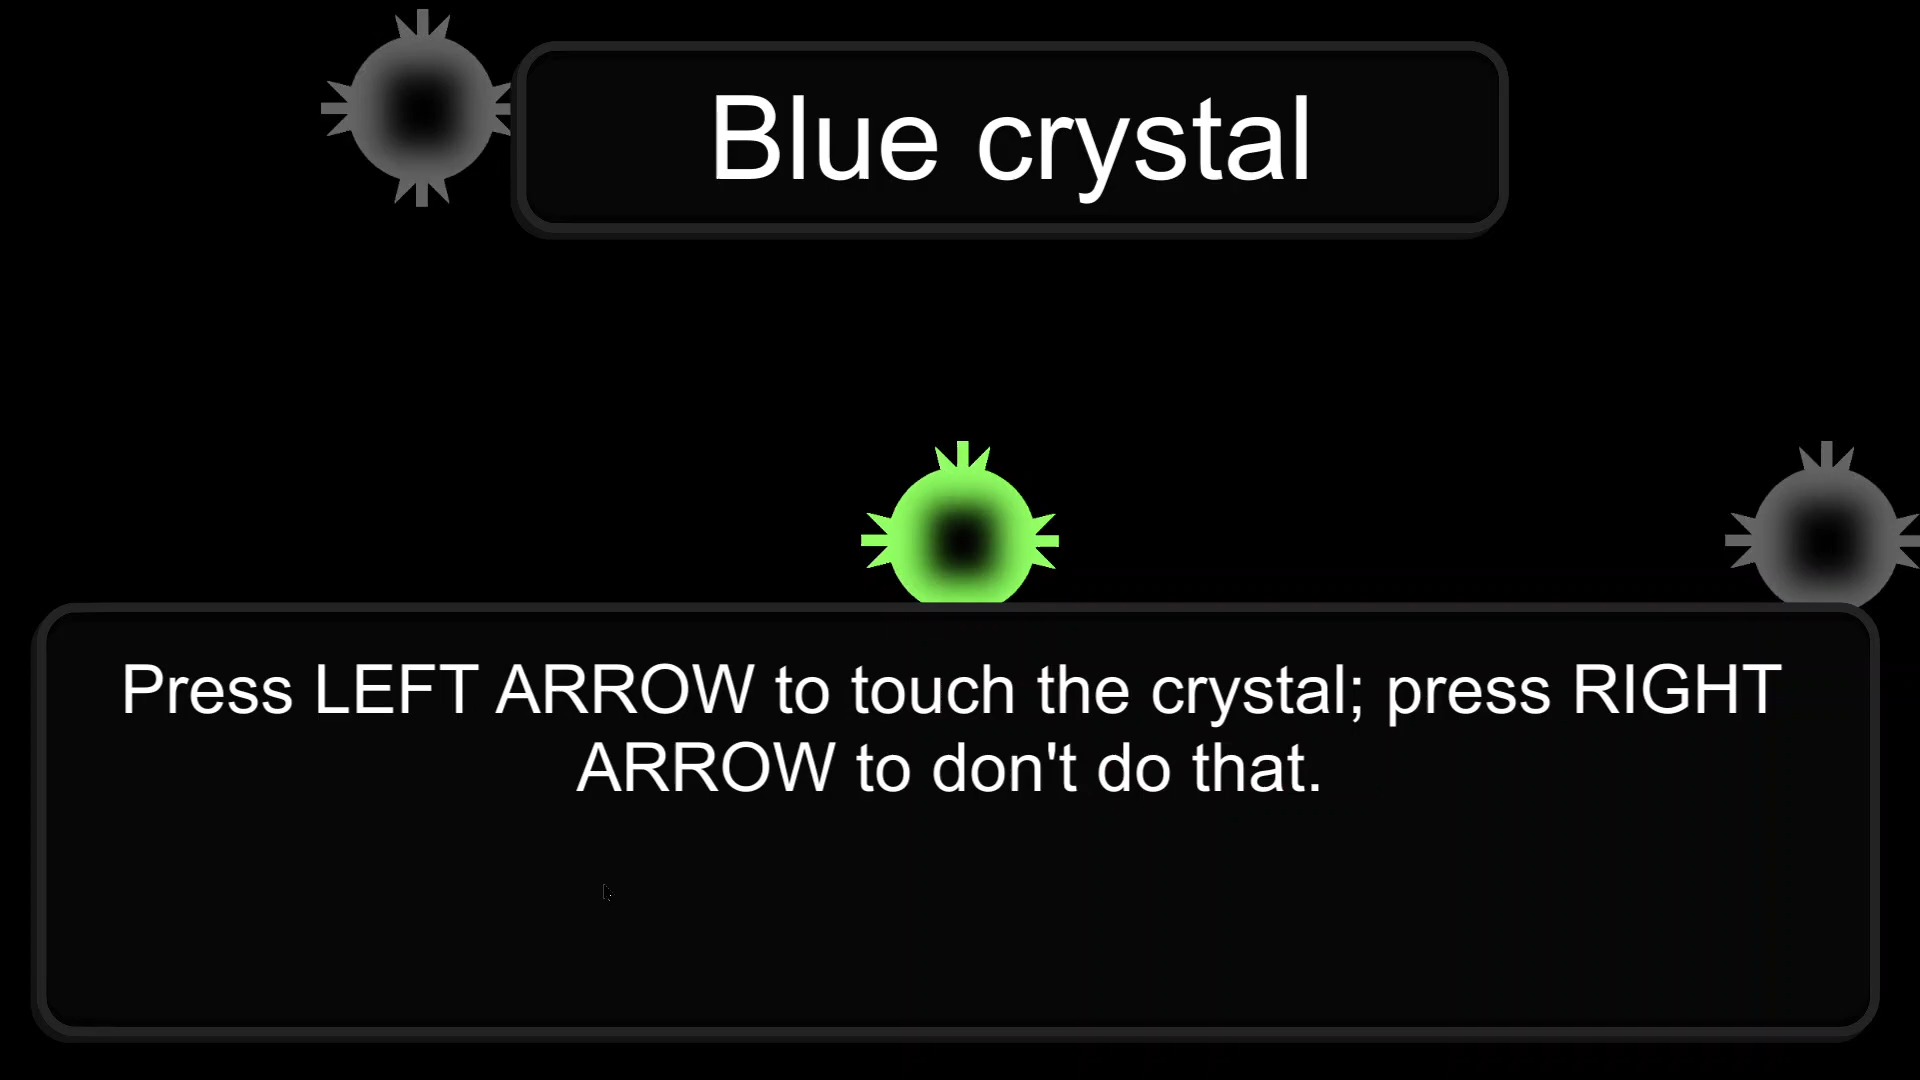 Blue crystal
Press LEFT ARROW to touch the crystal; press RIGHT
ARROW to don't do that.